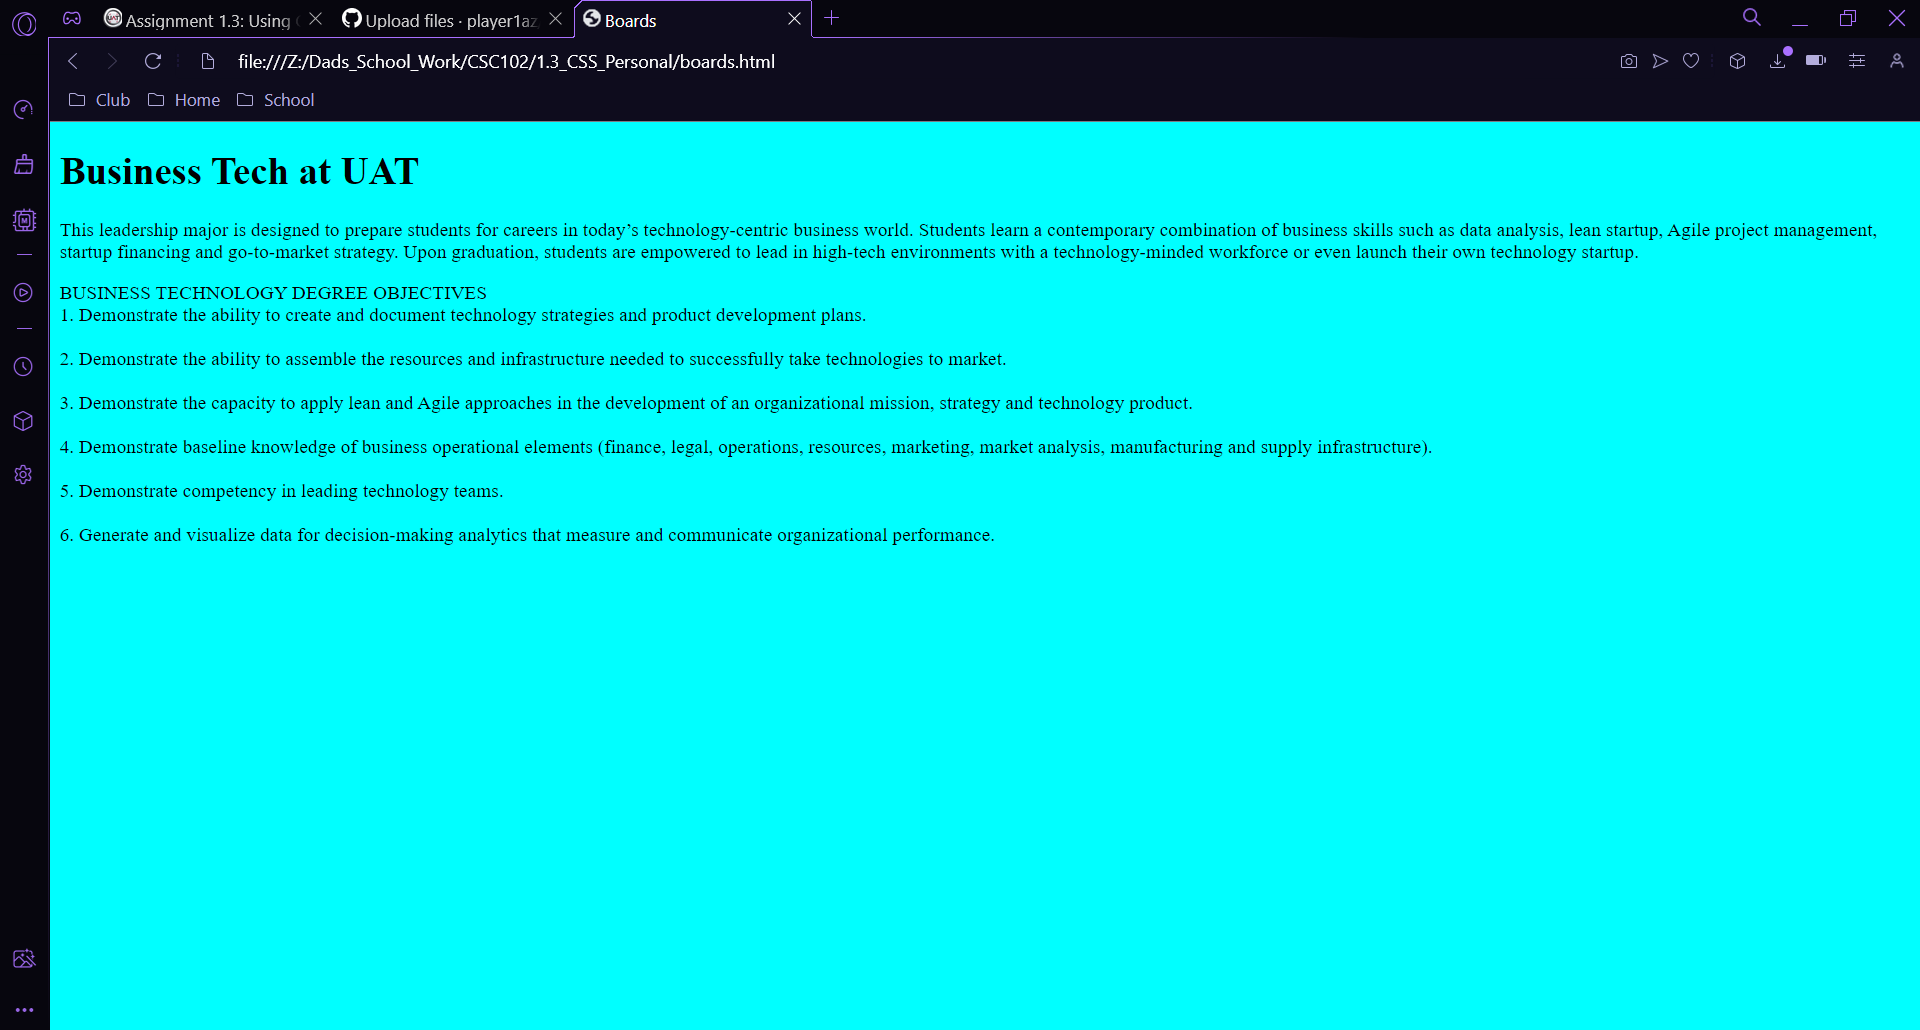 Assignment 1.3: Using
Upload files · player1az
Boards
file:///Z:/Dads_School_Work/CSC102/1.3_CSS_Personal/boards.html
Club
Home
School
Business Tech at UAT
This leadership major is designed to prepare students for careers in today’s technology-centric business world. Students learn a contemporary combination of business skills such as data analysis, lean startup, Agile project management,
startup financing and go-to-market strategy. Upon graduation, students are empowered to lead in high-tech environments with a technology-minded workforce or even launch their own technology startup.
BUSINESS TECHNOLOGY DEGREE OBJECTIVES
1. Demonstrate the ability to create and document technology strategies and product development plans.
2. Demonstrate the ability to assemble the resources and infrastructure needed to successfully take technologies to market.
3. Demonstrate the capacity to apply lean and Agile approaches in the development of an organizational mission, strategy and technology product.
4. Demonstrate baseline knowledge of business operational elements (finance, legal, operations, resources, marketing, market analysis, manufacturing and supply infrastructure).
5. Demonstrate competency in leading technology teams.
6. Generate and visualize data for decision-making analytics that measure and communicate organizational performance.